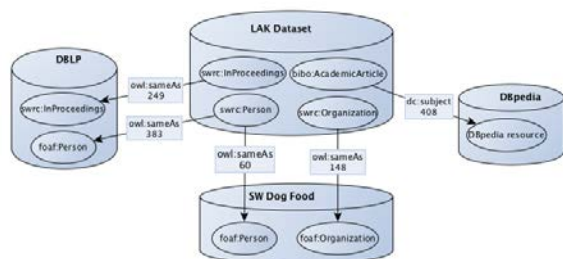 LAK Dataset
DBLP
swrc:InProceedings
bibo:AcademicArticle
owl:sameAs
249
swrc:InProceedings
swrc:Person
swrc:Organization
DBpedia
dc:subject
408
owl:sameAs
383
foaf:Person
DBpedia resource
owl:sameAs
60
owl:sameAs
148
SW Dog Food
foaf:Person
foaf:Organization